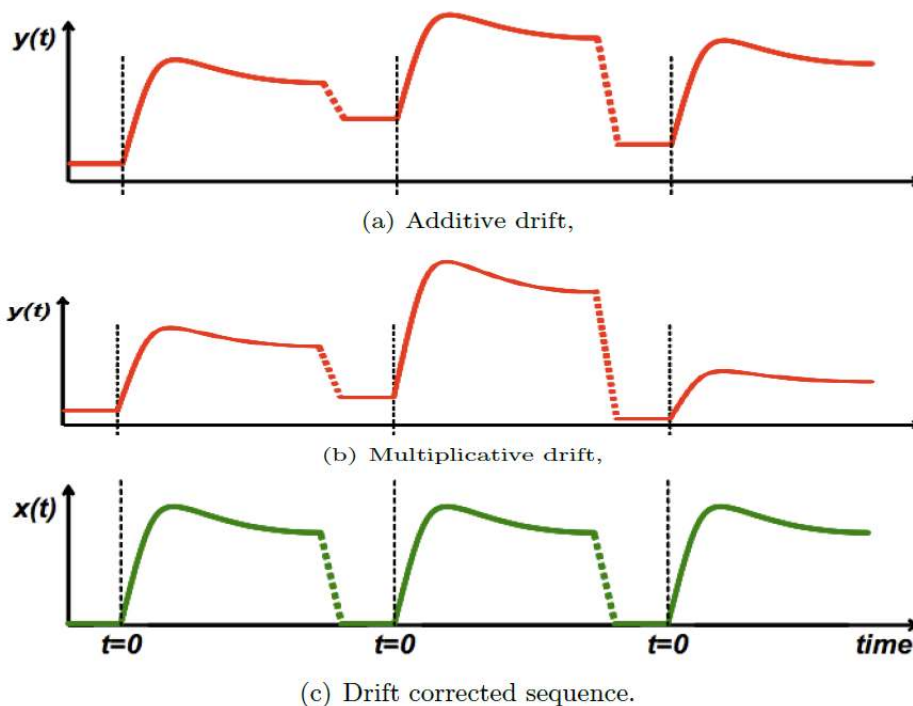 y(t)
(a) Additive drift,
y(t)
(b) Multiplicative drift,
x(t)
t=0 t=0 t=0 time
(c) Drift corrected sequence.